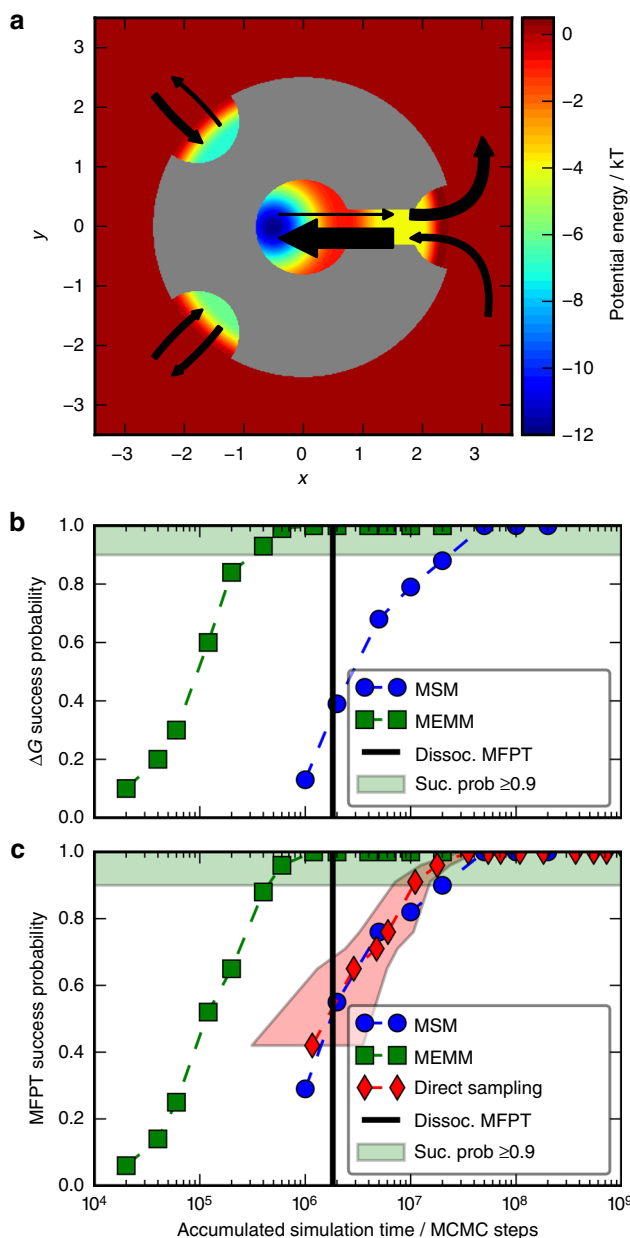 a
3
2
1
0
−1
−2
−3
y
−3 −2 −1 0 1 2 3
x
0
−2
−4
−6
−8
−10
−12
Potential energy / kT
b
1.0
0.8
0.6
0.4
0.2
0.0
ΔG success probability
MSM
MEMM
Dissoc. MFPT
Suc. prob ≥0.9
c
1.0
0.8
0.6
0.4
0.2
0.0
MFPT success probability
MSM
MEMM
Direct sampling
Dissoc. MFPT
Suc. prob ≥0.9
10⁴ 10⁵ 10⁶ 10⁷ 10⁸ 10⁹
Accumulated simulation time / MCMC steps